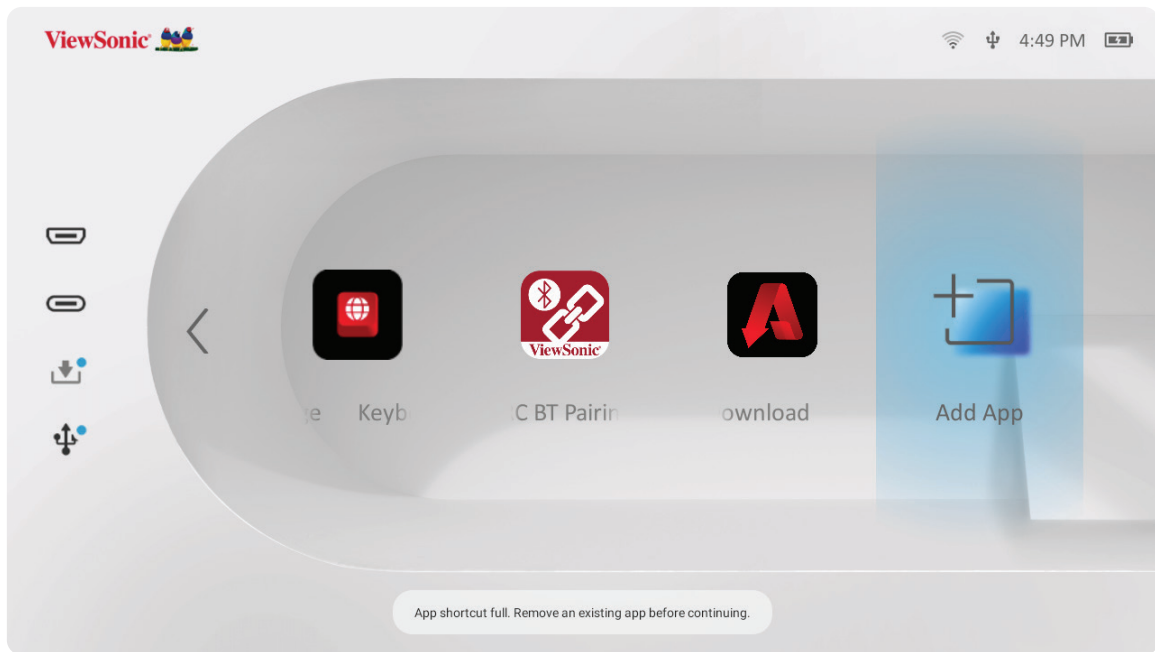 ViewSonic
4:49 PM
ViewSonic
Keyb
C BT Pairin
ownload
Add App
App shortcut full. Remove an existing app before continuing.